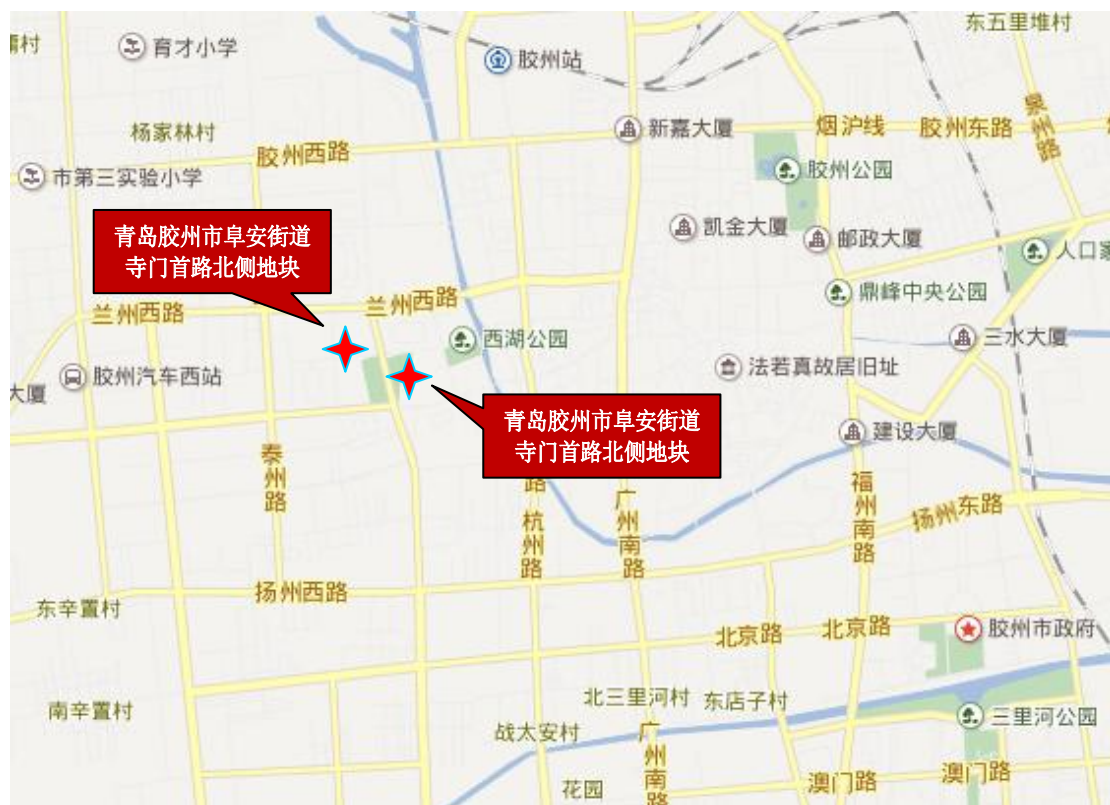 东五里堆村
育才小学
胶州站
杨家林村
新嘉大厦
烟沪线
胶州东路
泉州路
胶州西路
市第三实验小学
胶州公园
青岛胶州市阜安街道
寺门首路北侧地块
凯金大厦
邮政大厦
人口
鼎峰中央公园
兰州西路
兰州西路
西湖公园
三水大厦
胶州汽车西站
大厦
法若真故居旧址
青岛胶州市阜安街道
寺门首路北侧地块
建设大厦
泰州路
路
杭州路
广州南路
福州南路
扬州东路
扬州西路
东辛置村
北京路
北京路
胶州市政府
南辛置村
北三里河村
东店子村
三里河公园
战太安村
广州南路
花园
澳门路
澳门路